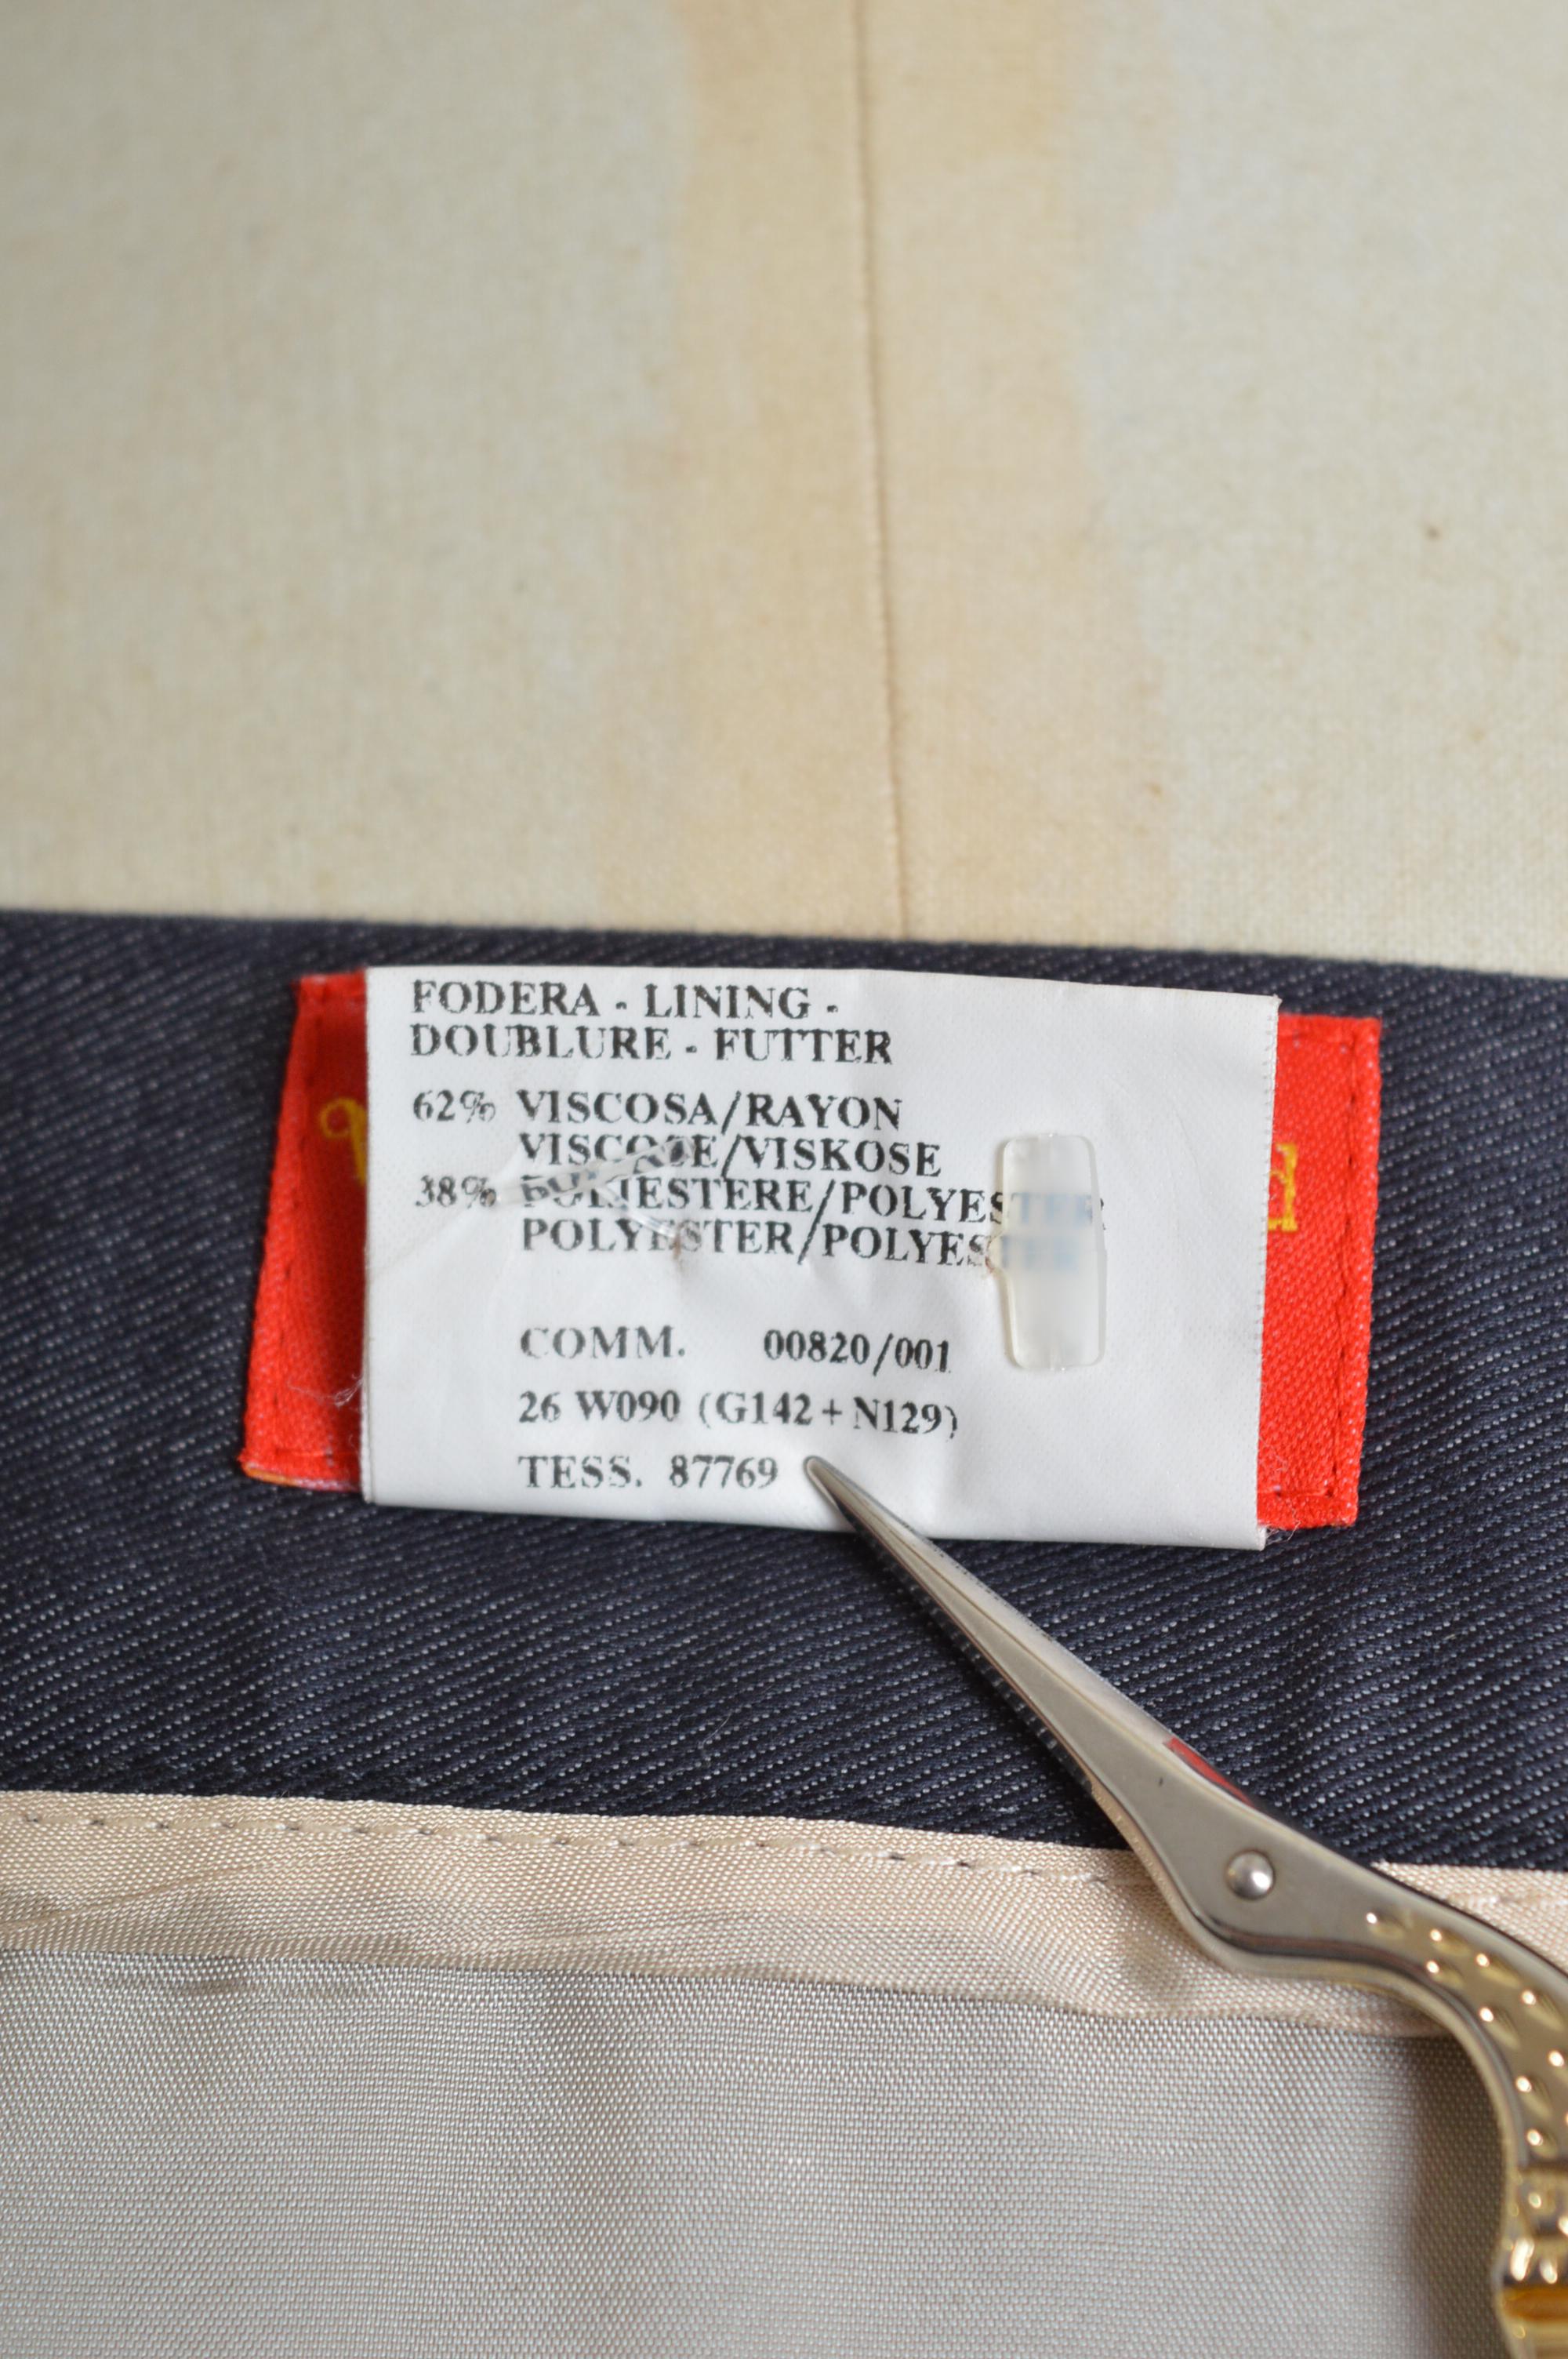 FODERA - LINING -
DOUBLURE - FUTTER
62% VISCOSA/RAYON
VISCOZE/VISKOSE
38% POLIESTERE/POLYESTER
POLYESTER/POLYESTER
COMM. 00820/001
26 W090 (G142+N129)
TESS. 87769